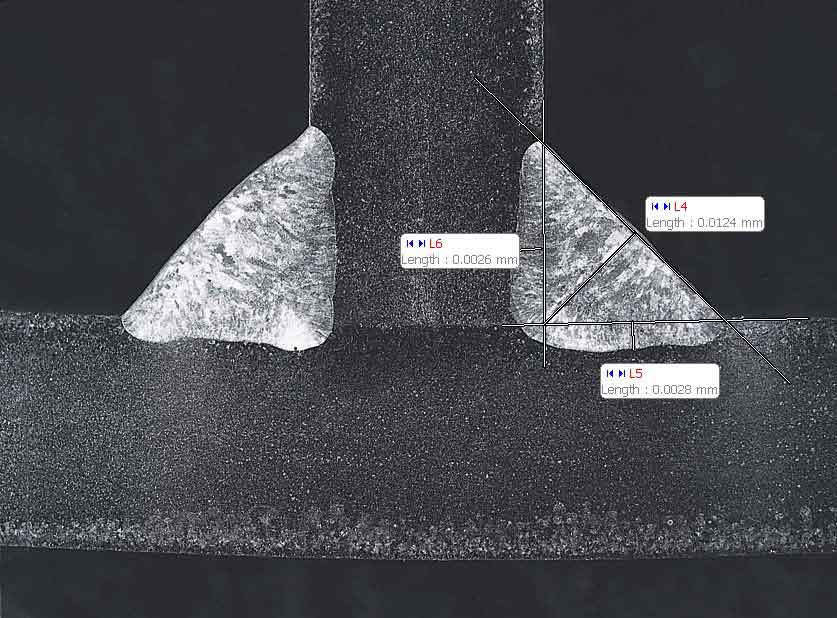 L4
Length : 0.0124 mm
L6
Length : 0.0026 mm
L5
Length : 0.0028 mm